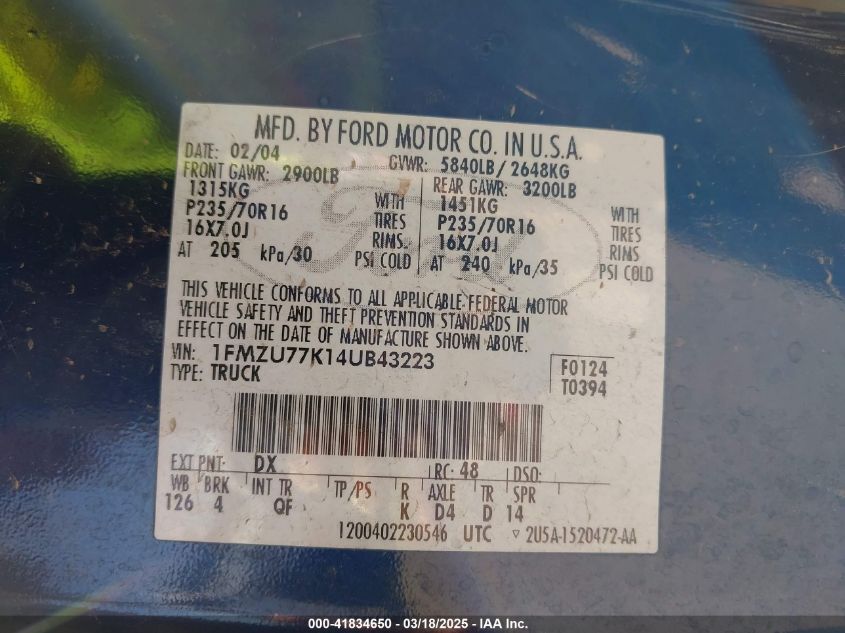 MFD. BY FORD MOTOR CO. IN U.S.A.
DATE: 02/04 GVWR: 5840LB/ 2648KG
FRONT GAWR: 2900LB REAR GAWR: 3200LB
1315KG WITH 1451KG WITH
P235/70R16 TIRES P235/70R16 TIRES
16X7.0J RIMS. 16X7.0J RIMS.
AT 205 kPa/30 PSI COLD AT 240 kPa/35 PSI COLD
Ford
THIS VEHICLE CONFORMS TO ALL APPLICABLE FEDERAL MOTOR
VEHICLE SAFETY AND THEFT PREVENTION STANDARDS IN
EFFECT ON THE DATE OF MANUFACTURE SHOWN ABOVE.
VIN: 1FMZU77K14UB43223
TYPE: TRUCK
F0124
T0394
EXT PNT: DX RC: 48 DSO:
WB BRK INT TR TP/PS R AXLE TR SPR
126 4 QF K D4 D 14
1200402230546 UTC ▿ 2U5A-1520472-AA
000-41834650 - 03/18/2025 - IAA Inc.